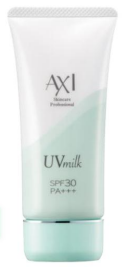 AXI
Skincare
Professional
UVmilk
SPF30
PA+++